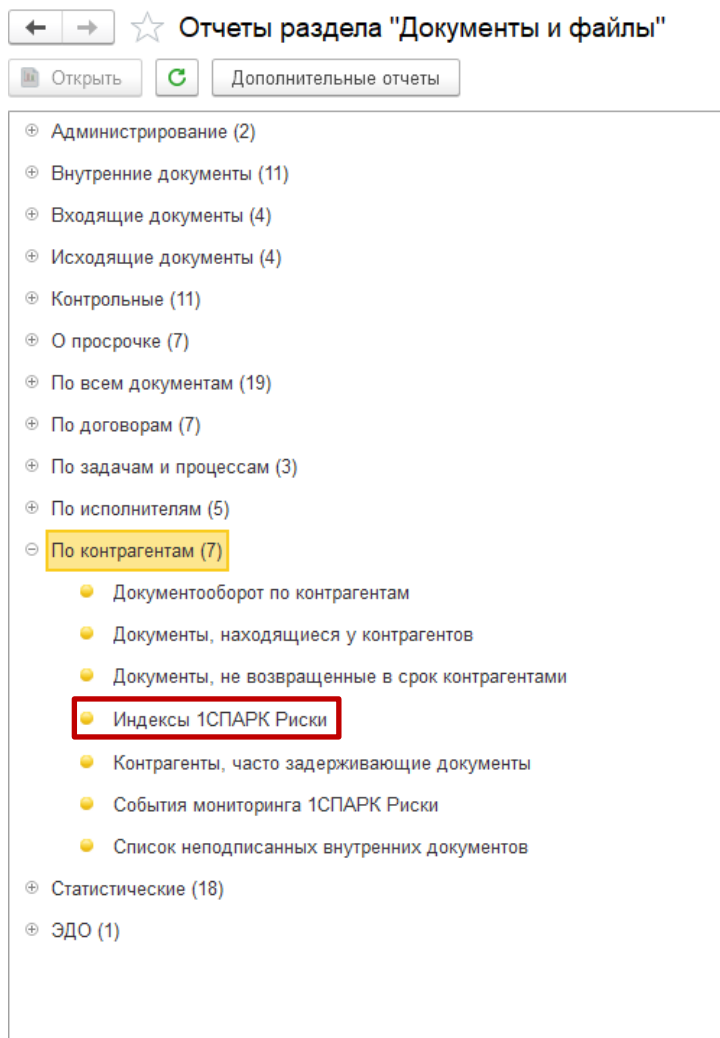 Отчеты раздела "Документы и файлы"
Открыть Дополнительные отчеты
Администрирование (2)
Внутренние документы (11)
Входящие документы (4)
Исходящие документы (4)
Контрольные (11)
О просрочке (7)
По всем документам (19)
По договорам (7)
По задачам и процессам (3)
По исполнителям (5)
По контрагентам (7)
Документооборот по контрагентам
Документы, находящиеся у контрагентов
Документы, не возвращенные в срок контрагентами
Индексы 1СПАРК Риски
Контрагенты, часто задерживающие документы
События мониторинга 1СПАРК Риски
Список неподписанных внутренних документов
Статистические (18)
ЭДО (1)